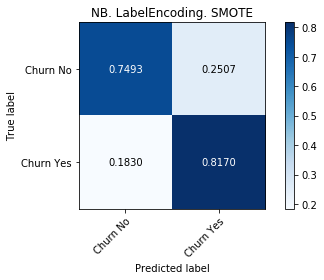 NB. LabelEncoding. SMOTE
True label
Churn No
Churn Yes
0.7493
0.2507
0.1830
0.8170
Churn No
Churn Yes
Predicted label
0.8
0.7
0.6
0.5
0.4
0.3
0.2